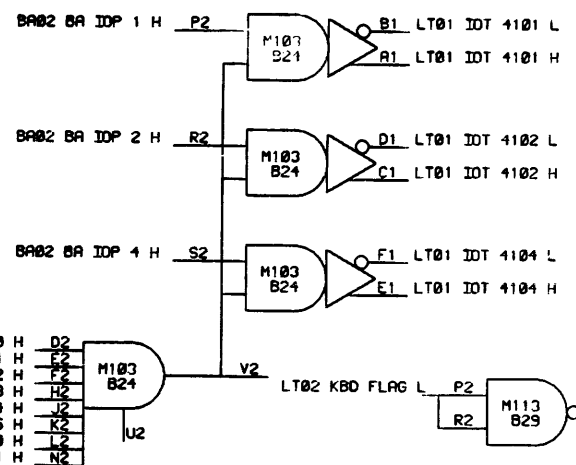 BA02 BA IOP 1 H P2 M103 B24 B1 LT01 IOT 4101 L
A1 LT01 IOT 4101 H
BA02 BA IOP 2 H R2 M103 B24 D1 LT01 IOT 4102 L
C1 LT01 IOT 4102 H
BA02 BA IOP 4 H S2 M103 B24 F1 LT01 IOT 4104 L
E1 LT01 IOT 4104 H
H D2
H E2
H F2
H H2
H J2
H K2
H L2
H N2
M103
B24
U2
V2
LT02 KBD FLAG L P2
R2
M113
B29